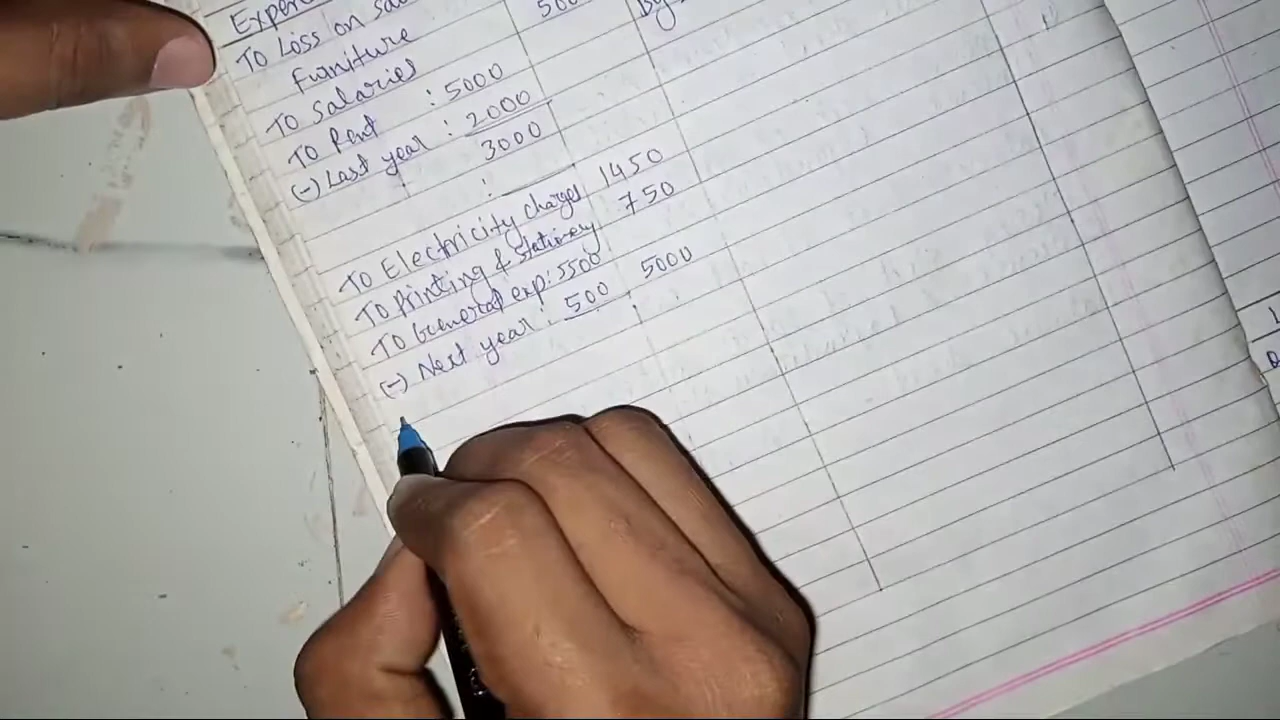 To Loss on
500
Furniture
To Salaries
To Rent : 5000
(-) Last year : 2000
: 3000
To Electricity charges 1450
To Printing & Stationery 750
To General exp: 5500 5000
(-) Next year : 500 :